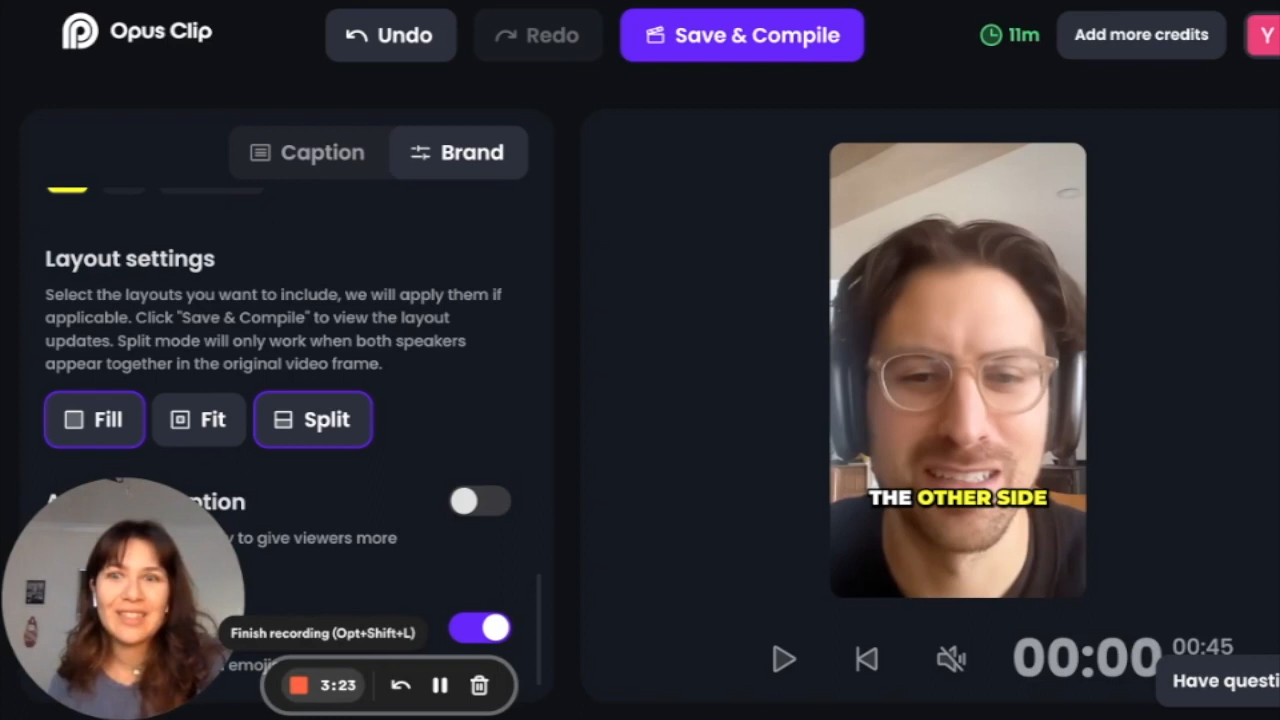 Opus Clip
Undo
Redo
Save & Compile
11m
Add more credits
Y
Caption
Brand
Layout settings
Select the layouts you want to include, we will apply them if
applicable. Click "Save & Compile" to view the layout
updates. Split mode will only work when both speakers
appear together in the original video frame.
Fill
Fit
Split
to give viewers more
THE OTHER SIDE
Finish recording (Opt+Shift+L)
3:23
00:00
00:45
Have questi